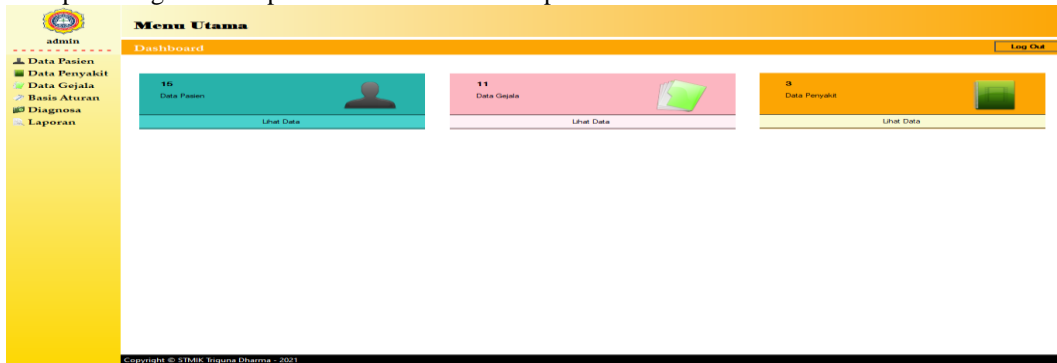 admin
Data Pasien
Data Penyakit
Data Gejala
Basis Aturan
Diagnosa
Laporan
Menu Utama
Dashboard
Log Out
15
Data Pasien
Lihat Data
11
Data Gejala
Lihat Data
3
Data Penyakit
Lihat Data
Copyright © STMIK Triguna Dharma - 2021